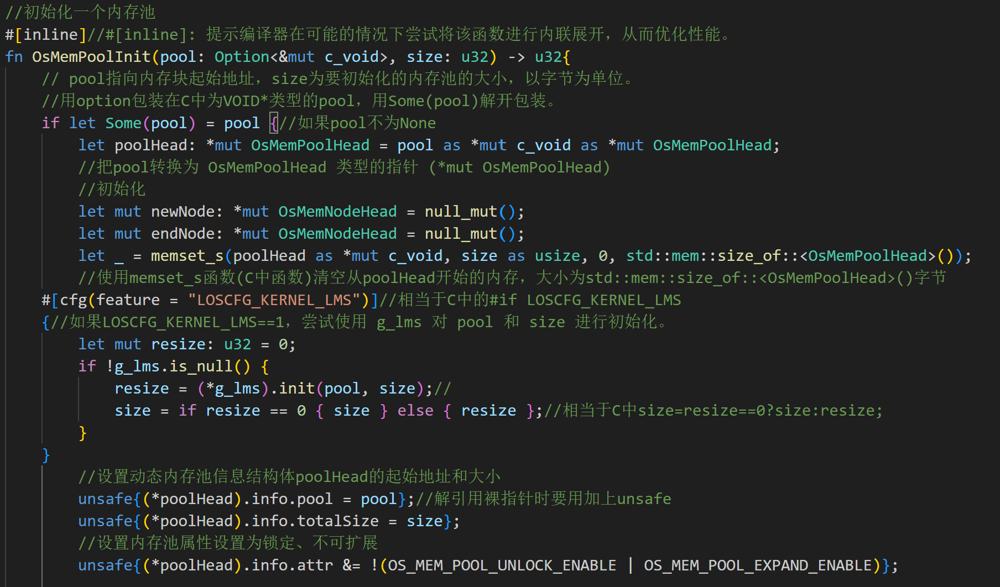 //初始化一个内存池
#[inline]//#[inline]: 提示编译器在可能的情况下尝试将该函数进行内联展开，从而优化性能。
fn OsMemPoolInit(pool: Option<&mut c_void>, size: u32) -> u32{
    // pool指向内存块起始地址，size为要初始化的内存池的大小，以字节为单位。
    //用option包装在C中为VOID*类型的pool，用Some(pool)解开包装。
    if let Some(pool) = pool {//如果pool不为None
        let poolHead: *mut OsMemPoolHead = pool as *mut c_void as *mut OsMemPoolHead;
        //把pool转换为 OsMemPoolHead 类型的指针 (*mut OsMemPoolHead)
        //初始化
        let mut newNode: *mut OsMemNodeHead = null_mut();
        let mut endNode: *mut OsMemNodeHead = null_mut();
        let _ = memset_s(poolHead as *mut c_void, size as usize, 0, std::mem::size_of::<OsMemPoolHead>());
        //使用memset_s函数(C中函数)清空从poolHead开始的内存，大小为std::mem::size_of::<OsMemPoolHead>()字节
    #[cfg(feature = "LOSCFG_KERNEL_LMS")]//相当于C中的#if LOSCFG_KERNEL_LMS
    {//如果LOSCFG_KERNEL_LMS==1，尝试使用 g_lms 对 pool 和 size 进行初始化。
        let mut resize: u32 = 0;
        if !g_lms.is_null() {
            resize = (*g_lms).init(pool, size);//
            size = if resize == 0 { size } else { resize };//相当于C中size=resize==0?size:resize;
        }
    }
        //设置动态内存池信息结构体poolHead的起始地址和大小
        unsafe{(*poolHead).info.pool = pool};//解引用裸指针时要用加上unsafe
        unsafe{(*poolHead).info.totalSize = size};
        //设置内存池属性设置为锁定、不可扩展
        unsafe{(*poolHead).info.attr &= !(OS_MEM_POOL_UNLOCK_ENABLE | OS_MEM_POOL_EXPAND_ENABLE)};